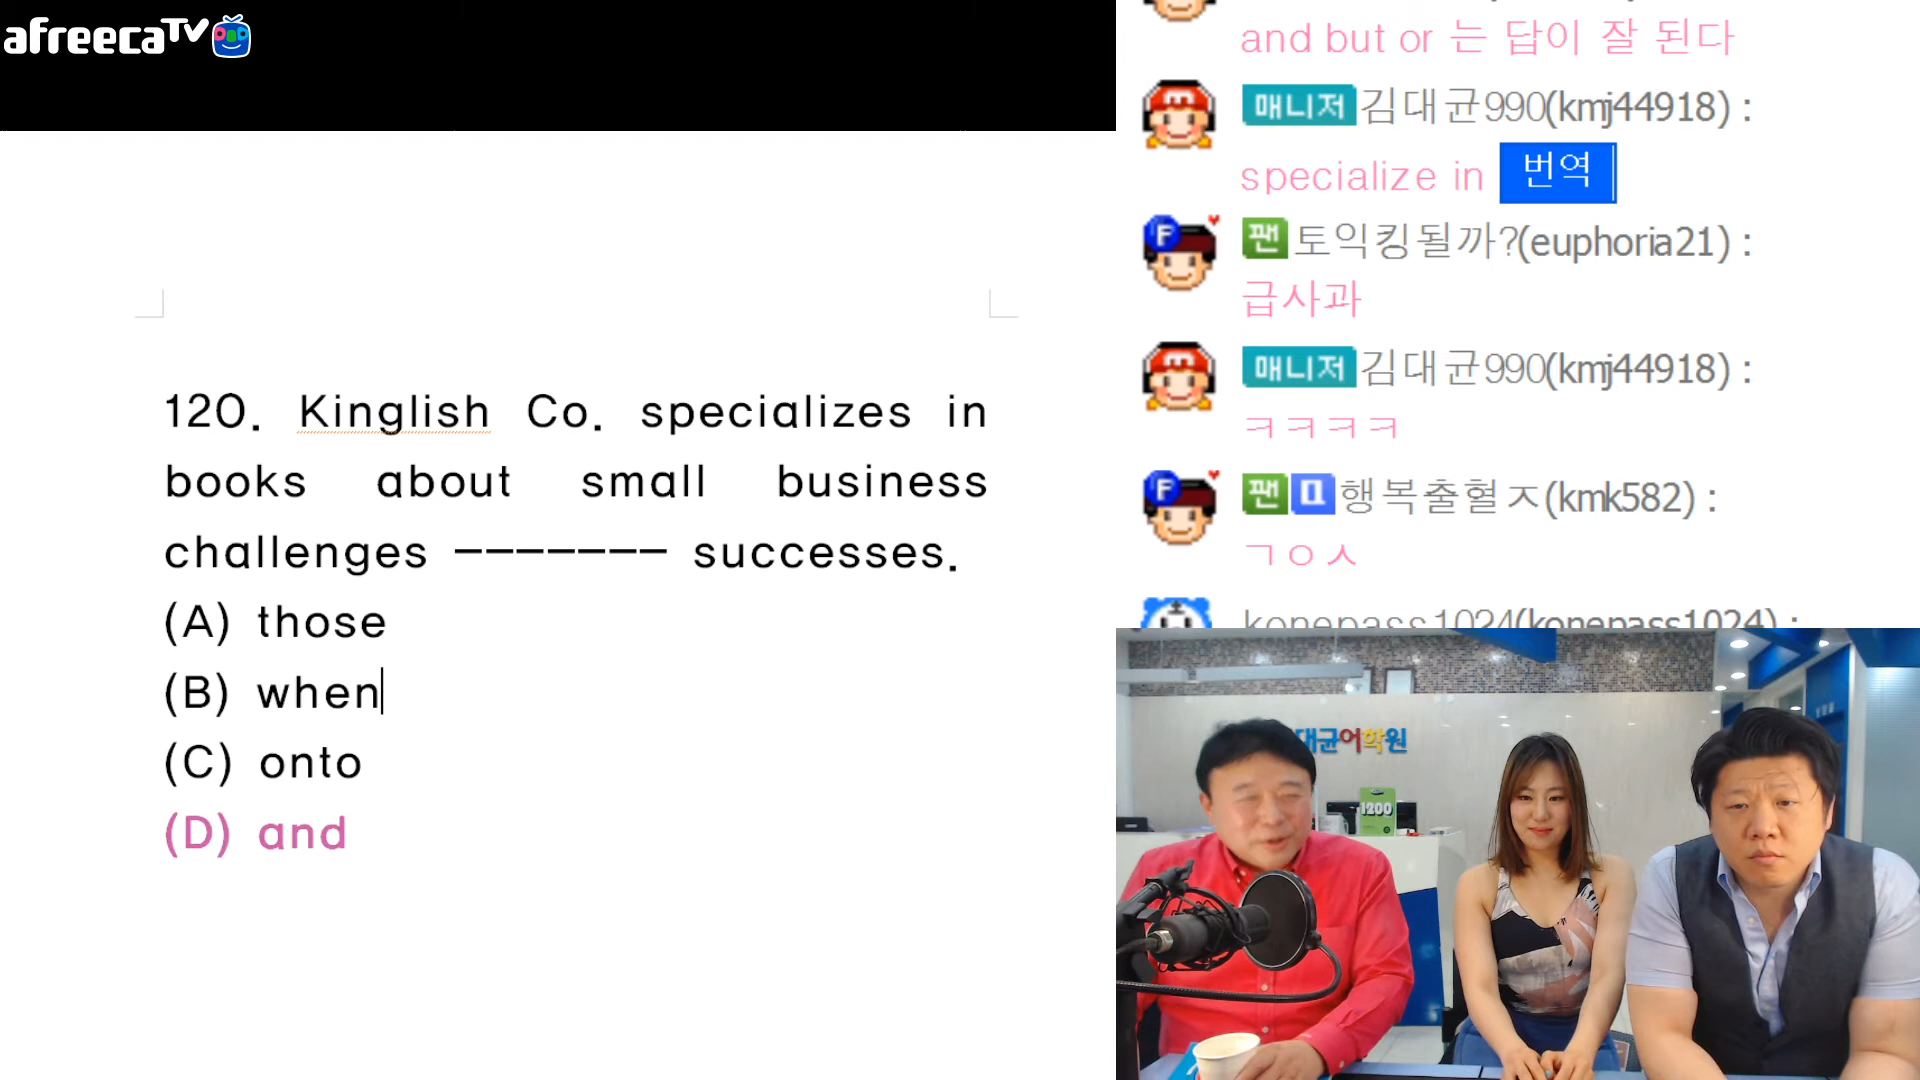 afreecaTV
120. Kinglish Co. specializes in
books about small business
challenges ------- successes.
(A) those
(B) when
(C) onto
(D) and
and but or 는 답이 잘 된다
매니저 김대균990(kmj44918) :
specialize in 번역
팬 토익킹될까?(euphoria21) :
급사과
매니저 김대균990(kmj44918) :
ㅋㅋㅋㅋ
팬 행복출혈ㅈ(kmk582) :
ㄱㅇㅅ
konepass1024(konepass1024) :
대균어학원
1200